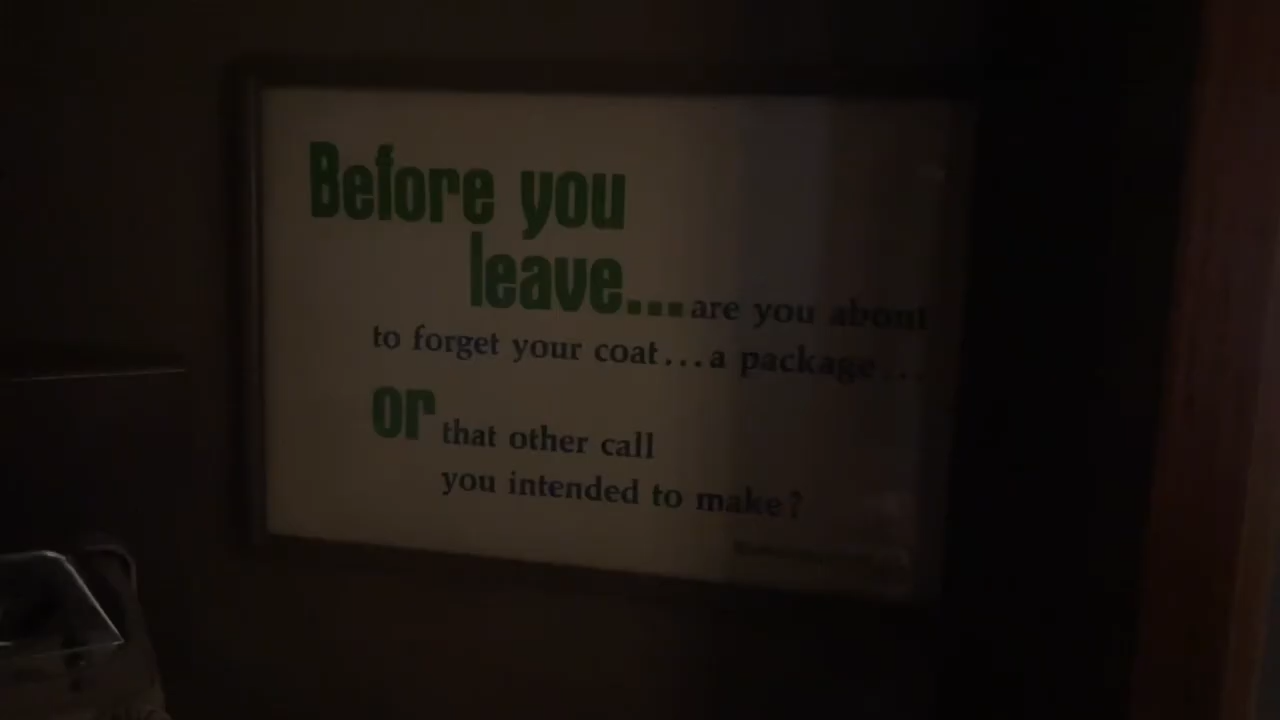 Before you
leave...are you about
to forget your coat...a package...
or that other call
you intended to make?